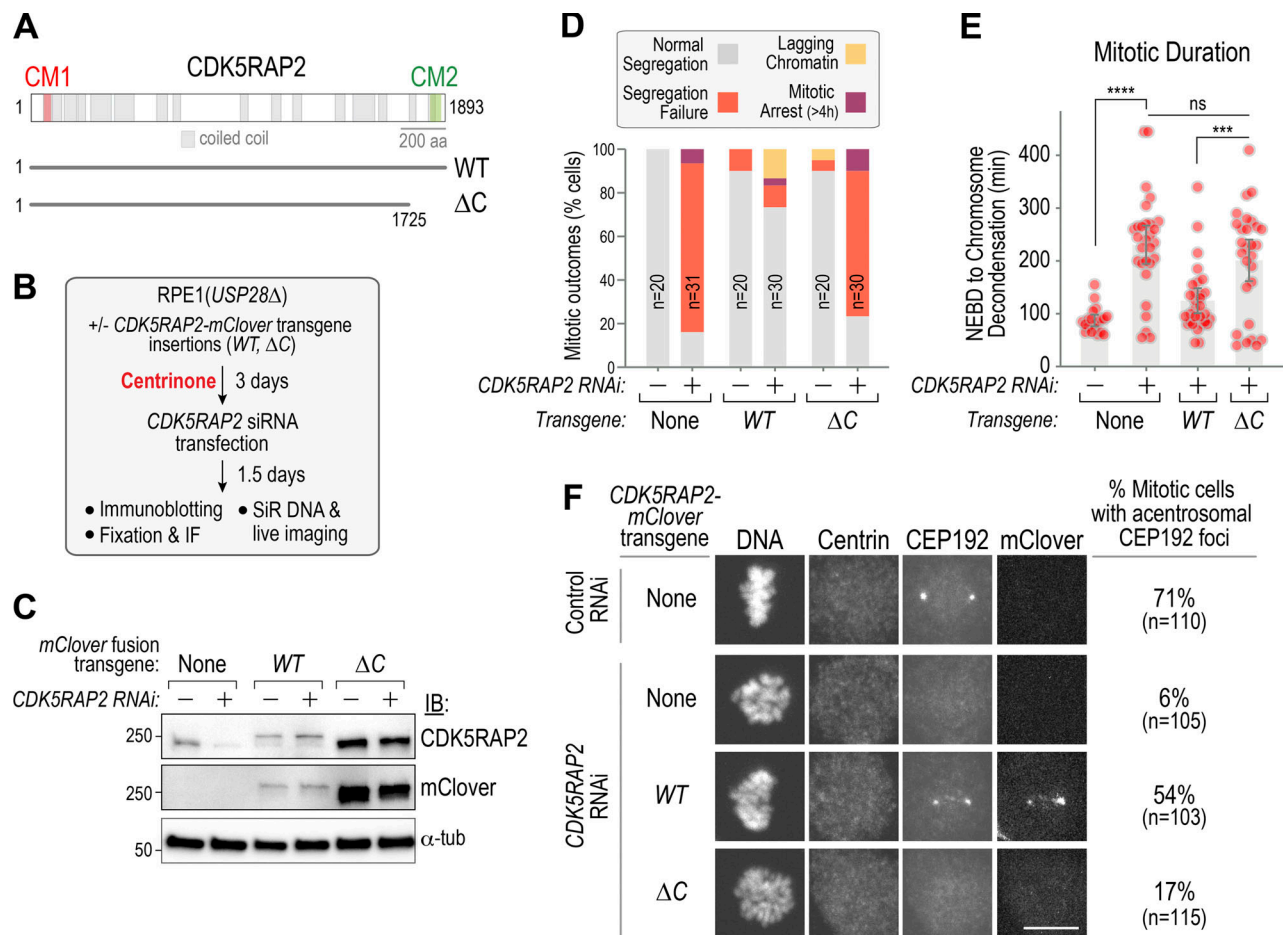 A
CDK5RAP2
CM1
CM2
1
1893
coiled coil
200 aa
1
WT
1
1725
ΔC
B
RPE1(USP28Δ)
+/- CDK5RAP2-mClover transgene
insertions (WT, ΔC)
Centrinone
3 days
CDK5RAP2 siRNA
transfection
1.5 days
● Immunoblotting
● Fixation & IF
● SiR DNA &
live imaging
C
mClover fusion
transgene:
None
WT
ΔC
CDK5RAP2 RNAi:
– + – + – +
IB:
250
CDK5RAP2
250
mClover
50
α-tub
D
Normal
Segregation
Lagging
Chromatin
Segregation
Failure
Mitotic
Arrest (>4h)
Mitotic outcomes (% cells)
100
80
60
40
20
0
n=20
n=31
n=20
n=30
n=20
n=30
CDK5RAP2 RNAi:
– + – + – +
Transgene:
None
WT
ΔC
E
Mitotic Duration
****
ns
***
NEBD to Chromosome
Decondensation (min)
400
300
200
100
0
CDK5RAP2 RNAi:
– + + +
Transgene:
None
WT
ΔC
F
CDK5RAP2-
mClover
transgene
DNA
Centrin
CEP192
mClover
% Mitotic cells
with acentrosomal
CEP192 foci
Control
RNAi
None
71%
(n=110)
CDK5RAP2
RNAi
None
6%
(n=105)
WT
54%
(n=103)
ΔC
17%
(n=115)